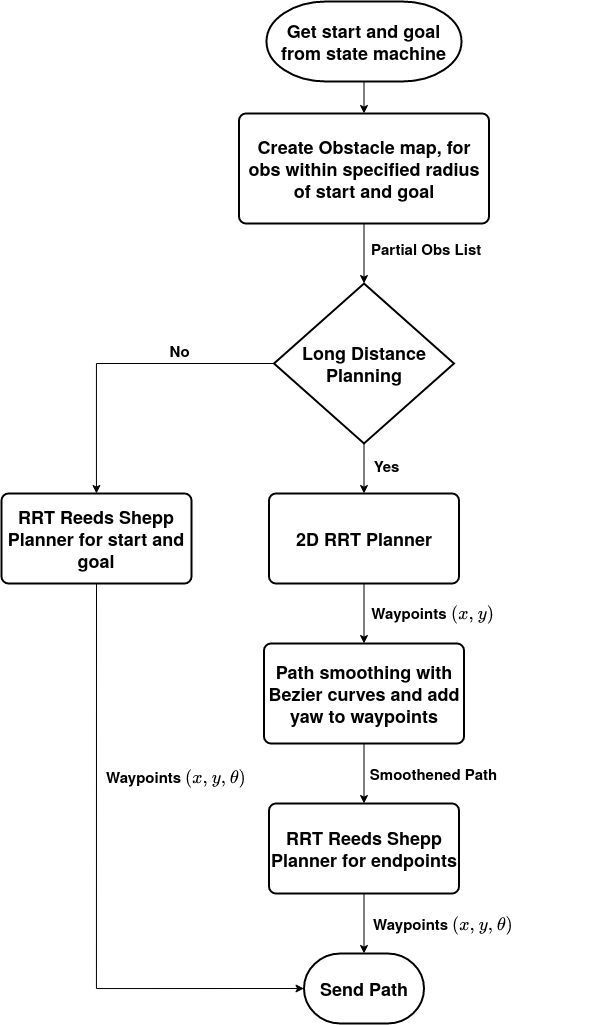 Get start and goal
from state machine
Create Obstacle map, for
obs within specified radius
of start and goal
Partial Obs List
Long Distance
Planning
No
Yes
RRT Reeds Shepp
Planner for start and
goal
2D RRT Planner
Waypoints (x, y)
Path smoothing with
Bezier curves and add
yaw to waypoints
Waypoints (x, y, θ)
Smoothened Path
RRT Reeds Shepp
Planner for endpoints
Waypoints (x, y, θ)
Send Path